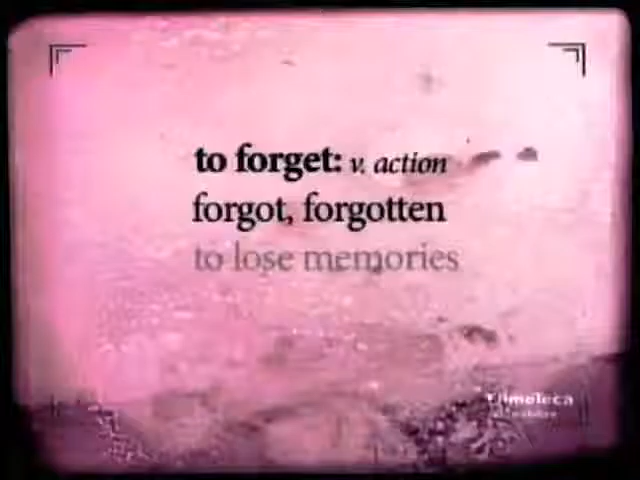 to forget: v. action
forgot, forgotten
to lose memories